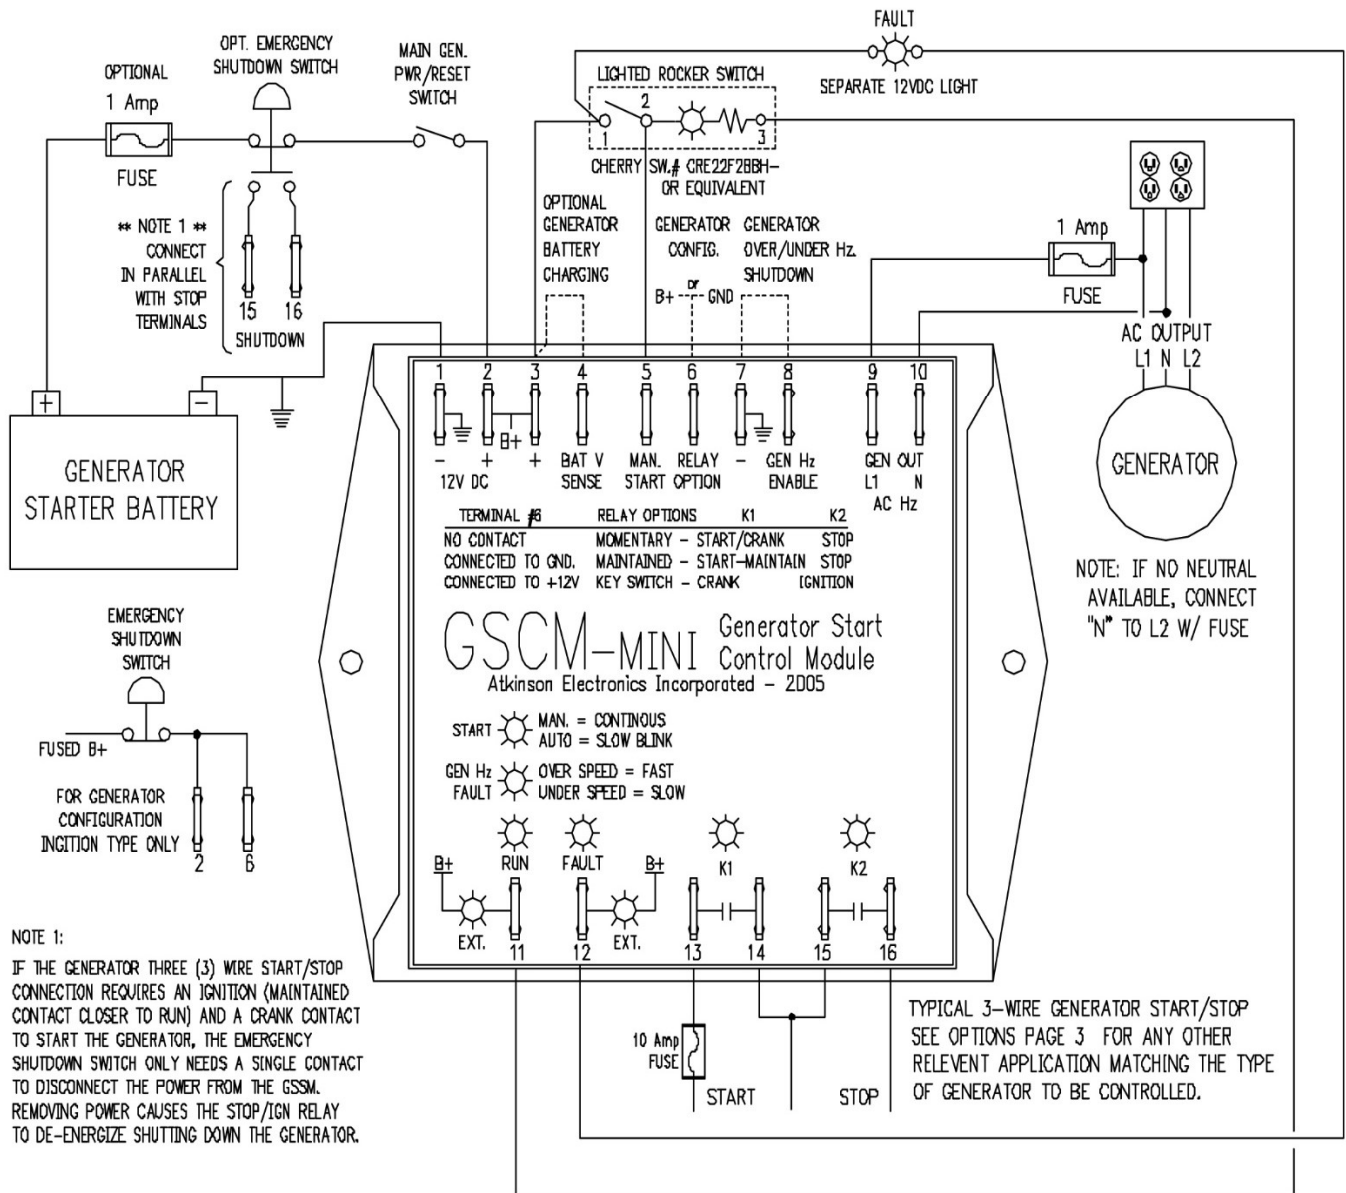 FAULT
SEPARATE 12VDC LIGHT
OPT. EMERGENCY
SHUTDOWN SWITCH
OPTIONAL
1 Amp
FUSE
MAIN GEN.
PWR/RESET
SWITCH
LIGHTED ROCKER SWITCH
1
2
3
CHERRY SW.# CRE22F2BBH-
OR EQUIVALENT
** NOTE 1 **
CONNECT
IN PARALLEL
WITH STOP
TERMINALS
15 16
SHUTDOWN
OPTIONAL
GENERATOR
BATTERY
CHARGING
GENERATOR
CONFIG.
or
B+ GND
GENERATOR
OVER/UNDER Hz.
SHUTDOWN
1 Amp
FUSE
AC OUTPUT
L1 N L2
GENERATOR
NOTE: IF NO NEUTRAL
AVAILABLE, CONNECT
"N" TO L2 W/ FUSE
+ -
GENERATOR
STARTER BATTERY
1 2 3 4 5 6 7 8 9 10
B+
- + +
12V DC
BAT V
SENSE
MAN.
START
RELAY
OPTION
-
GEN Hz
ENABLE
GEN OUT
L1 N
AC Hz
TERMINAL #6 RELAY OPTIONS K1 K2
NO CONTACT MOMENTARY - START/CRANK STOP
CONNECTED TO GND. MAINTAINED - START-MAINTAIN STOP
CONNECTED TO +12V KEY SWITCH - CRANK IGNITION
GSCM-MINI
Generator Start
Control Module
Atkinson Electronics Incorporated - 2005
START
MAN. = CONTINOUS
AUTO = SLOW BLINK
GEN Hz
FAULT
OVER SPEED = FAST
UNDER SPEED = SLOW
B+ RUN FAULT B+ K1 K2
EXT. EXT.
11 12 13 14 15 16
EMERGENCY
SHUTDOWN
SWITCH
FUSED B+
FOR GENERATOR
CONFIGURATION
INGITION TYPE ONLY
2 6
NOTE 1:
IF THE GENERATOR THREE (3) WIRE START/STOP
CONNECTION REQUIRES AN IGNITION (MAINTAINED
CONTACT CLOSER TO RUN) AND A CRANK CONTACT
TO START THE GENERATOR, THE EMERGENCY
SHUTDOWN SWITCH ONLY NEEDS A SINGLE CONTACT
TO DISCONNECT THE POWER FROM THE GSSM.
REMOVING POWER CAUSES THE STOP/IGN RELAY
TO DE-ENERGIZE SHUTTING DOWN THE GENERATOR.
10 Amp
FUSE
START STOP
TYPICAL 3-WIRE GENERATOR START/STOP
SEE OPTIONS PAGE 3 FOR ANY OTHER
RELEVENT APPLICATION MATCHING THE TYPE
OF GENERATOR TO BE CONTROLLED.